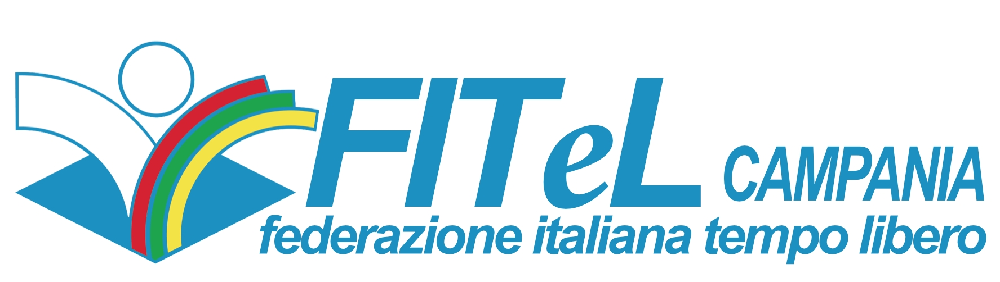 FITeL CAMPANIA
federazione italiana tempo libero